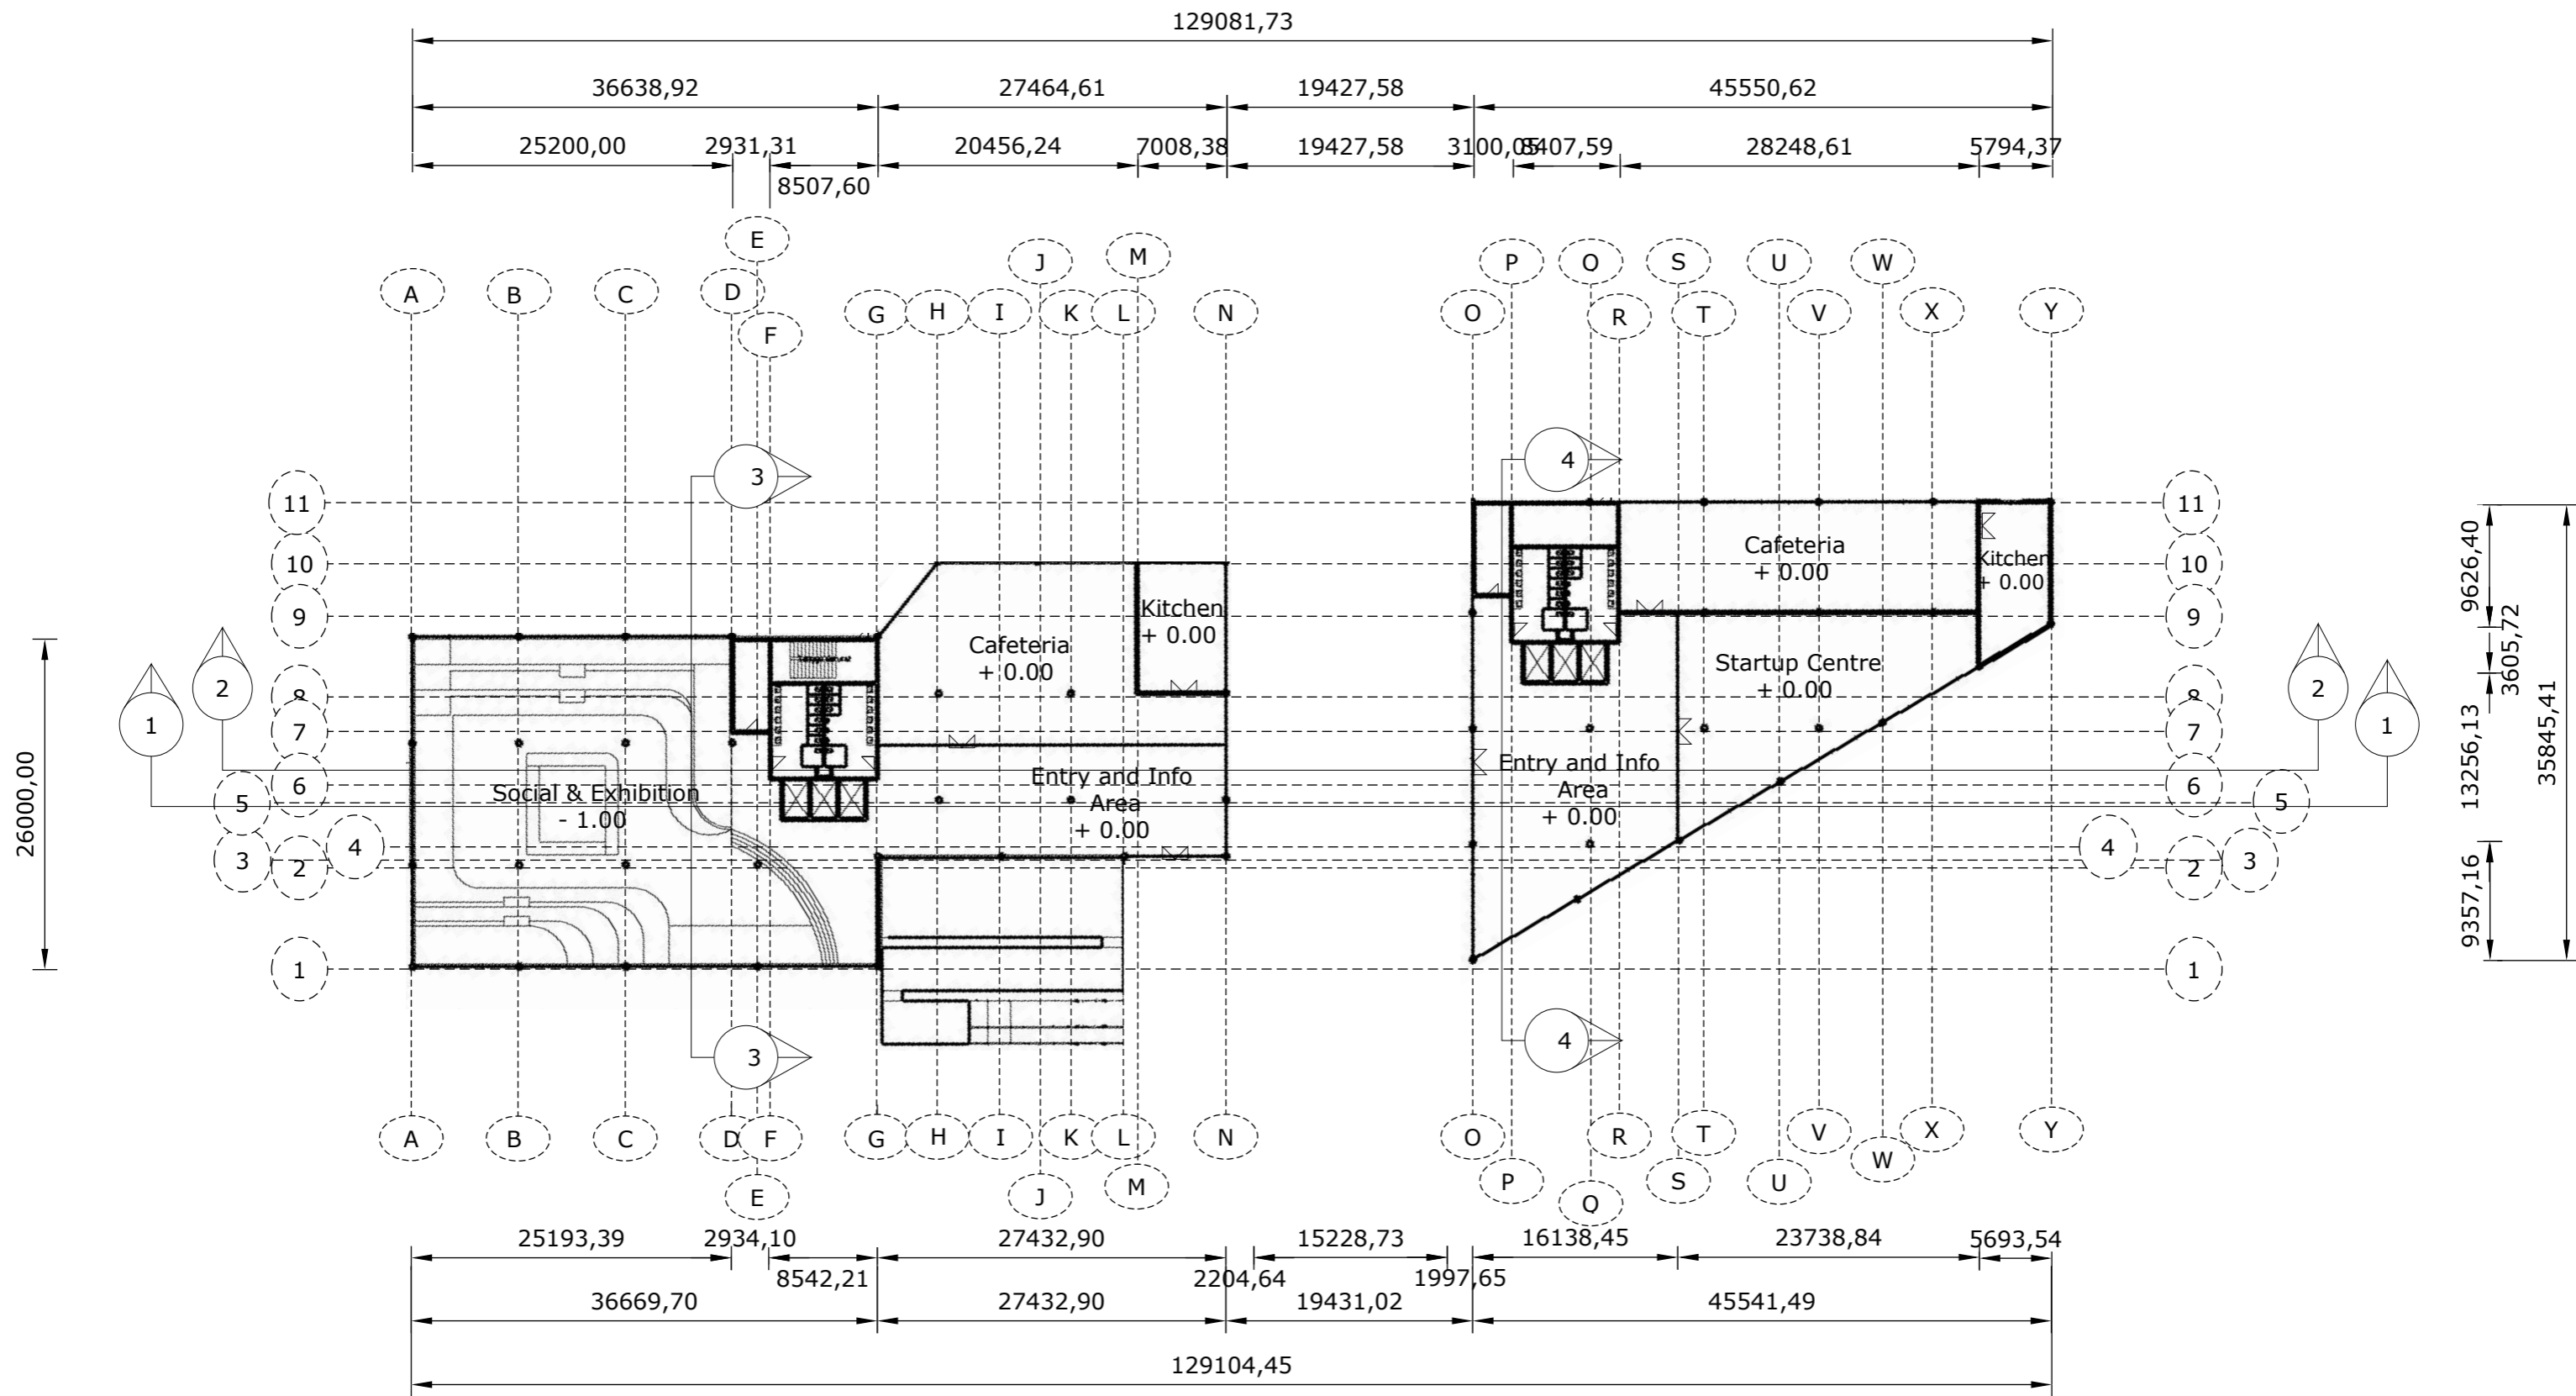 129081,73
36638,92 27464,61 19427,58 45550,62
25200,00 2931,31 20456,24 7008,38 19427,58 3100,05 8407,59 28248,61 5794,37
8507,60
E
M
J P Q S U W
A B C D
G H I K L N O R T V X Y
F
3 4
11 11
10 10
9 9
8 8
7 7
6 6
5 5
4 4
3 3
2 2
1 1
2 2
1 1
Cafeteria
+ 0.00
Kitchen
+ 0.00
Kitchen
+ 0.00
Cafeteria
+ 0.00
Startup Centre
+ 0.00
Social & Exhibition
- 1.00
Entry and Info
Area
+ 0.00
Entry and Info
Area
+ 0.00
26000,00
9626,40
3605,72
13256,13
35845,41
9357,16
3 4
A B C D F G H I K L N O R T V X Y
W
E J M P Q S U
25193,39 2934,10 27432,90 15228,73 16138,45 23738,84 5693,54
8542,21 2204,64 1997,65
36669,70 27432,90 19431,02 45541,49
129104,45